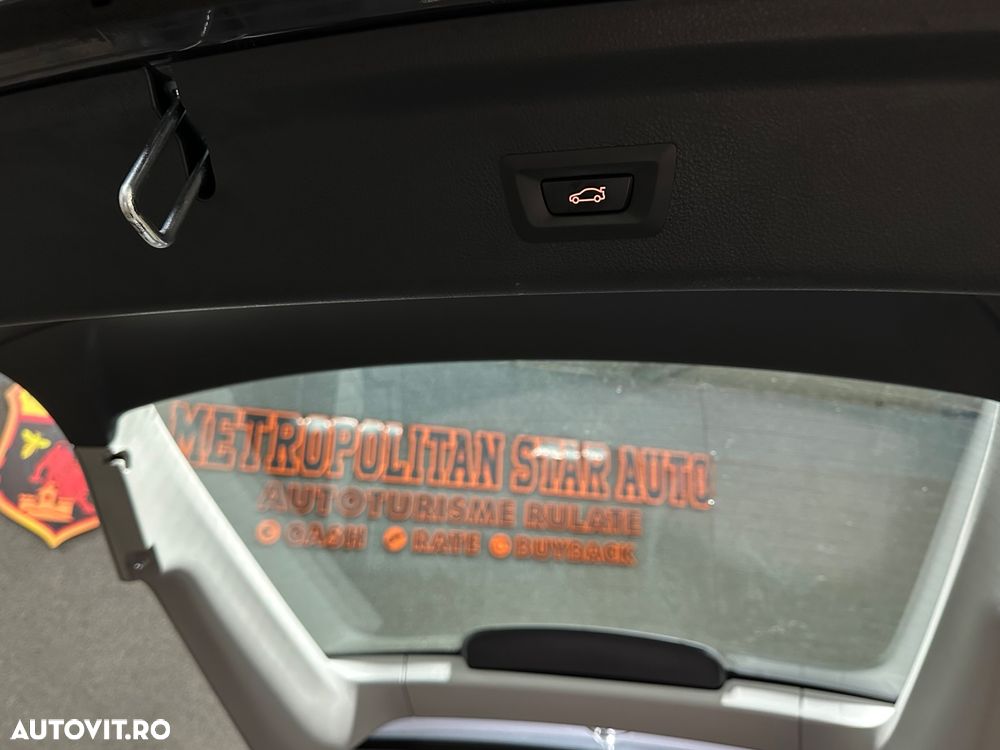 METROPOLITAN STAR AUTO
AUTOTURISME RULATE
CASH RATE BUYBACK
AUTOVIT.RO